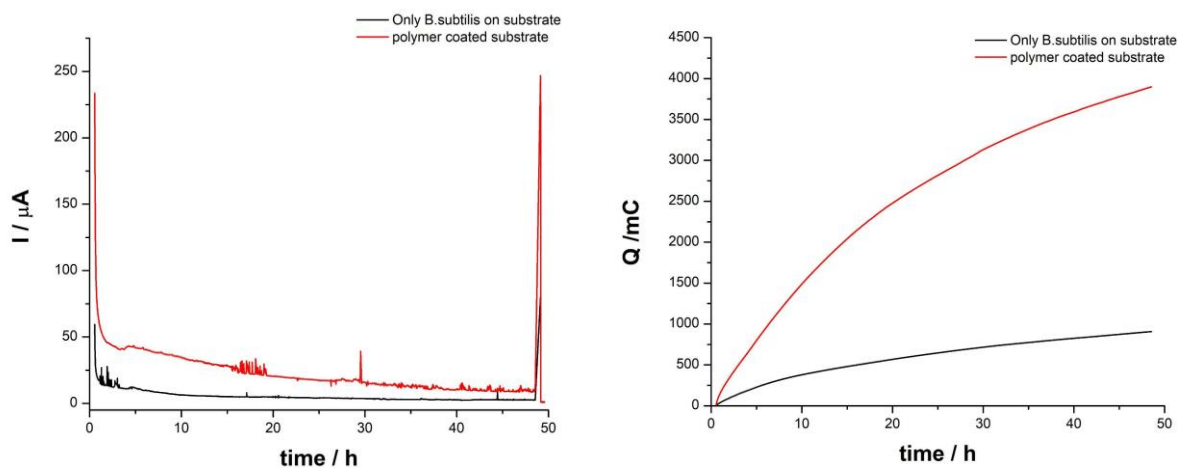 Only B.subtilis on substrate
polymer coated substrate
250
200
150
100
50
0
I / μA
0 10 20 30 40 50
time / h
Only B.subtilis on substrate
polymer coated substrate
4500
4000
3500
3000
2500
2000
1500
1000
500
0
Q /mC
0 10 20 30 40 50
time / h